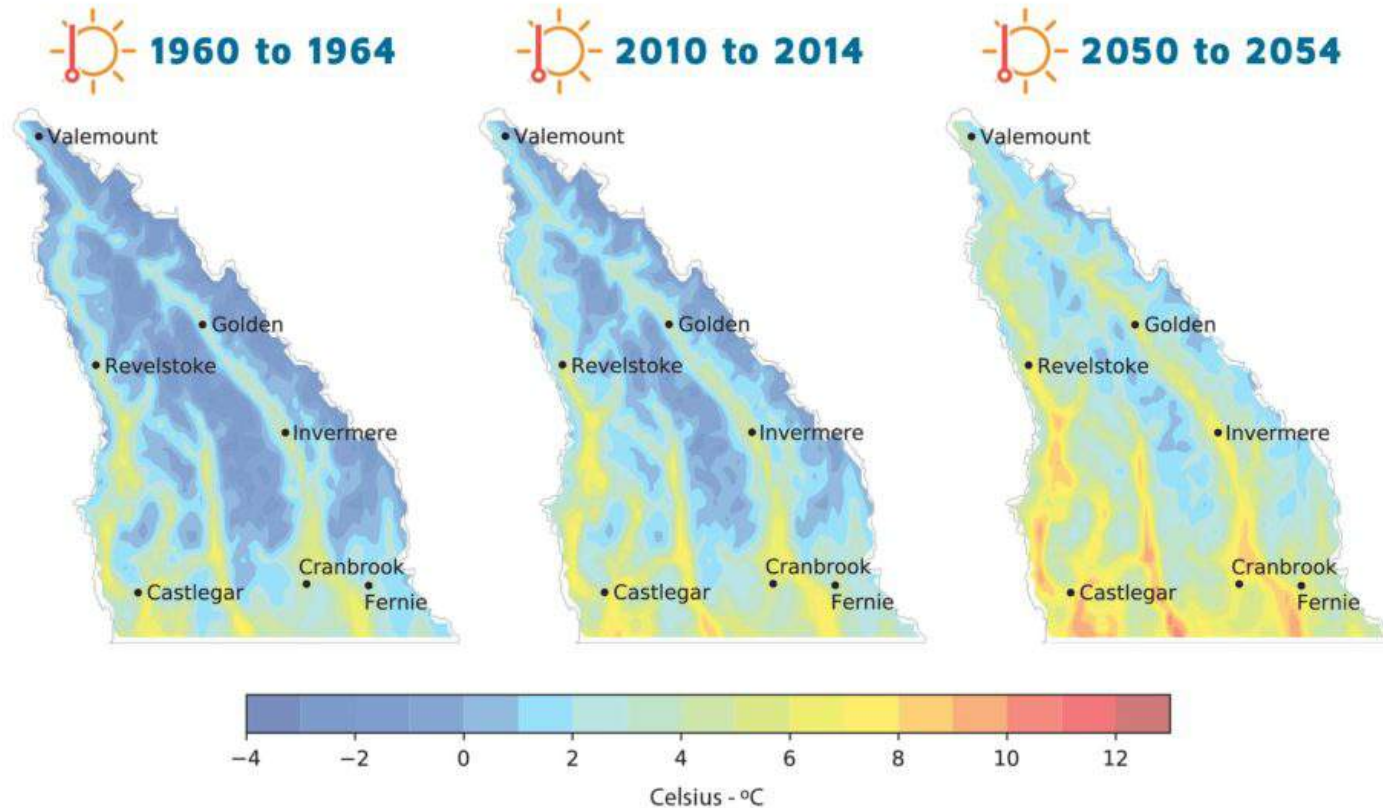 1960 to 1964
2010 to 2014
2050 to 2054
Valemount
Golden
Revelstoke
Invermere
Cranbrook
Castlegar
Fernie
Valemount
Golden
Revelstoke
Invermere
Cranbrook
Castlegar
Fernie
Valemount
Golden
Revelstoke
Invermere
Cranbrook
Castlegar
Fernie
−4 −2 0 2 4 6 8 10 12
Celsius - ºC